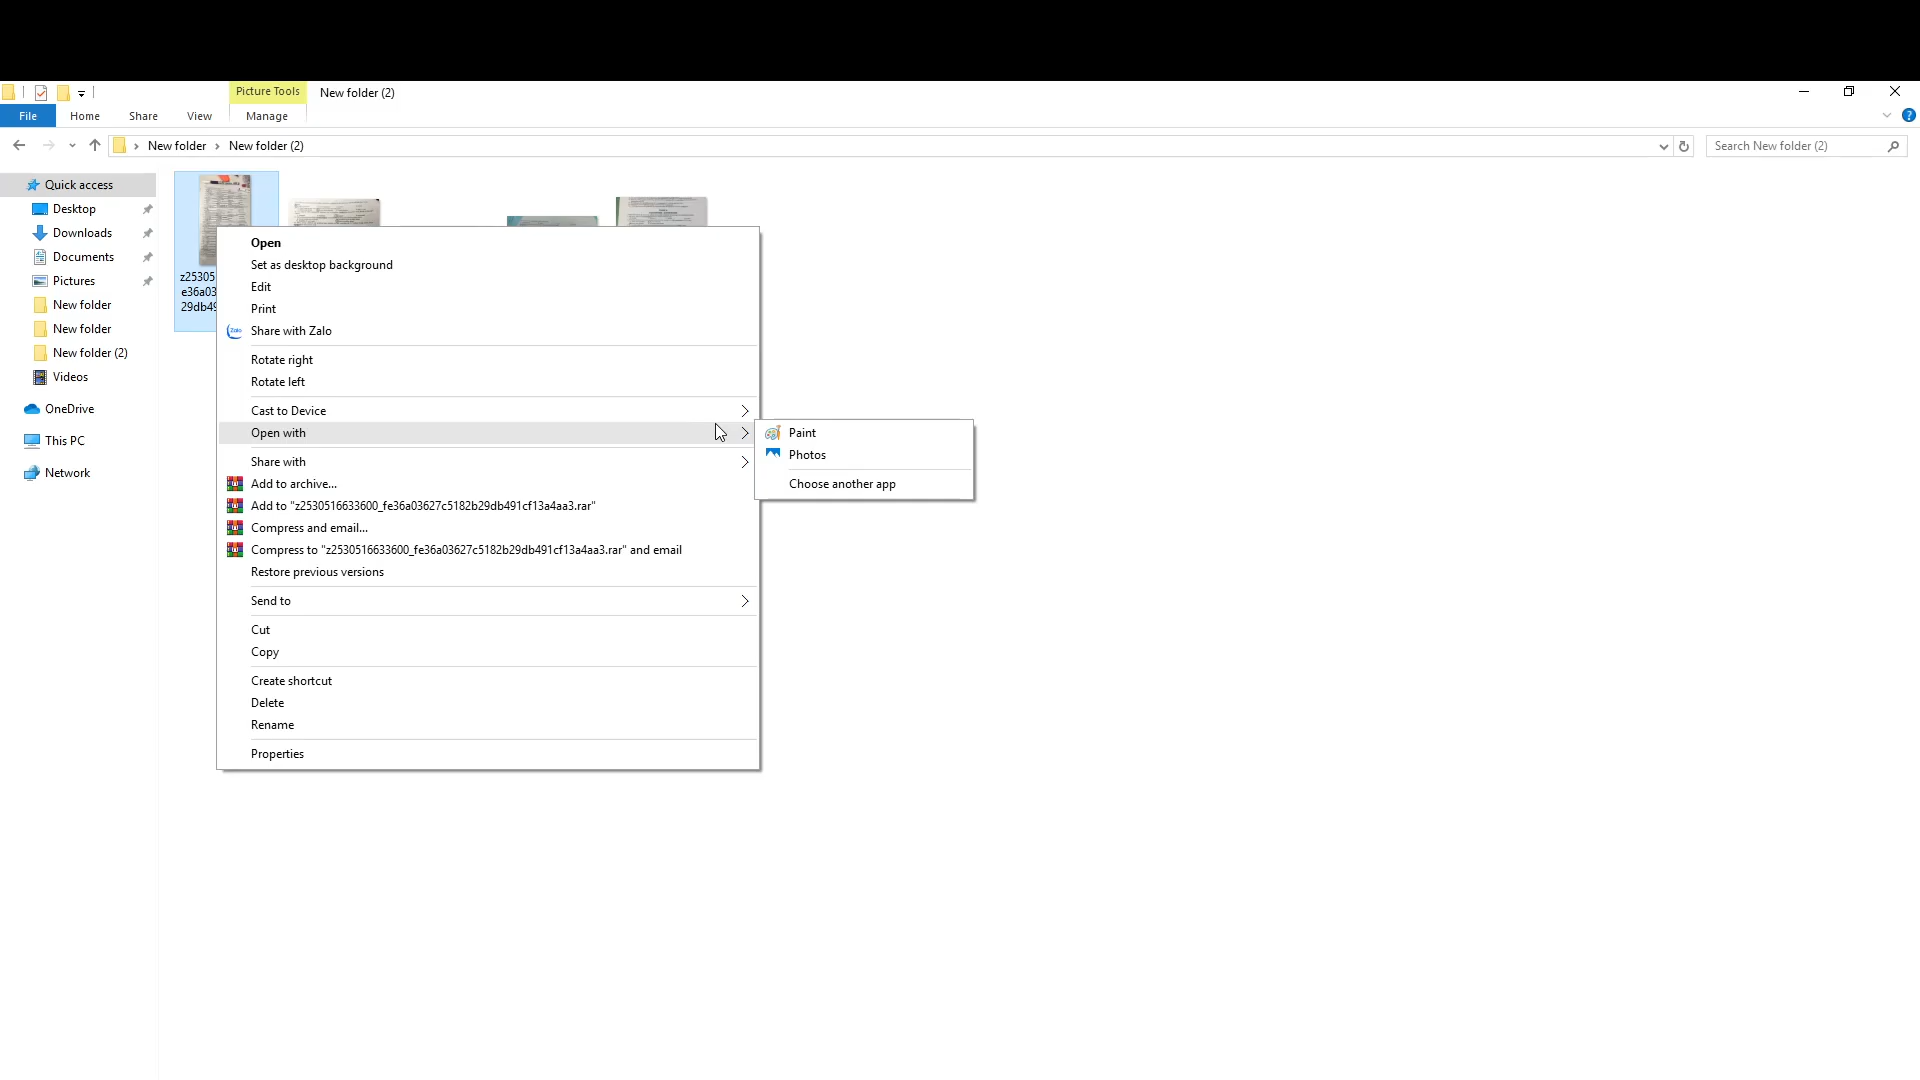 Picture Tools
New folder (2)
File
Home
Share
View
Manage
New folder
New folder (2)
Search New folder (2)
Quick access
Desktop
Downloads
Documents
Pictures
New folder
New folder
New folder (2)
Videos
OneDrive
This PC
Network
z25305
e36a03
29db49
Open
Set as desktop background
Edit
Print
Zalo
Share with Zalo
Rotate right
Rotate left
Cast to Device
Open with
Share with
Add to archive...
Add to "z2530516633600_fe36a03627c5182b29db491cf13a4aa3.rar"
Compress and email...
Compress to "z2530516633600_fe36a03627c5182b29db491cf13a4aa3.rar" and email
Restore previous versions
Send to
Cut
Copy
Create shortcut
Delete
Rename
Properties
Paint
Photos
Choose another app